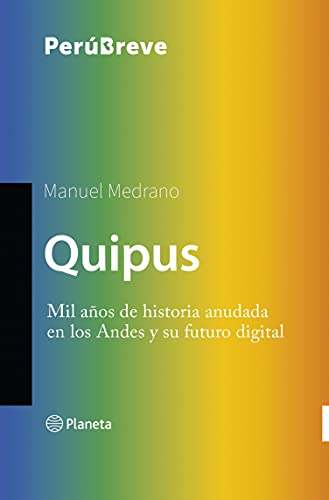 PerúBreve
Manuel Medrano
Quipus
Mil años de historia anudada
en los Andes y su futuro digital
Planeta